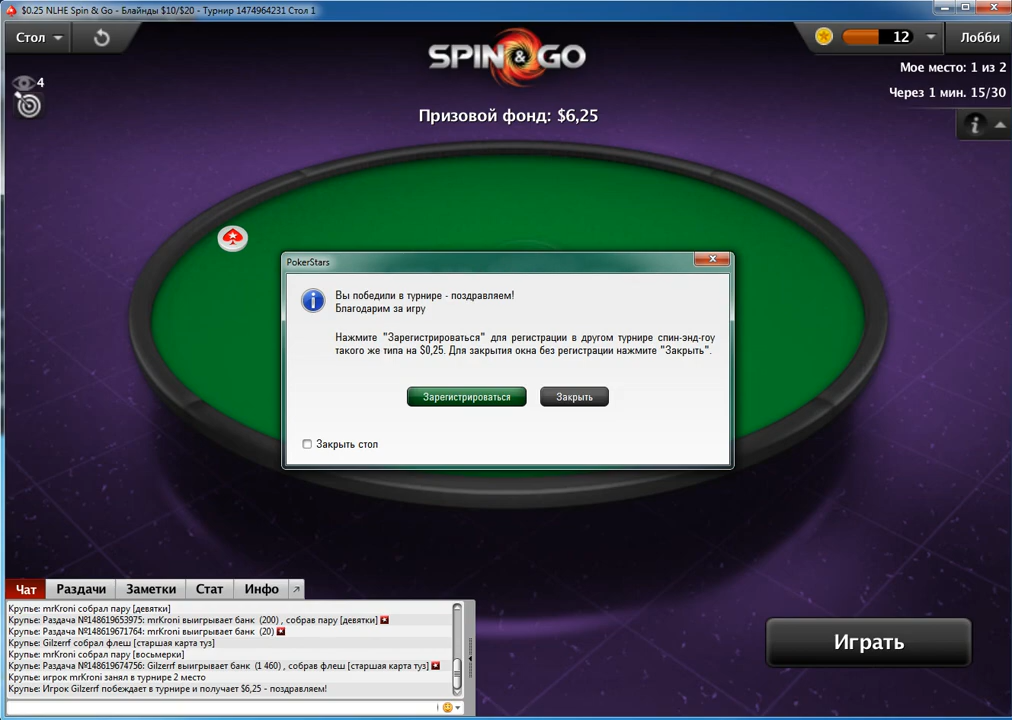 $0.25 NLHE Spin & Go - Блайнды $10/$20 - Турнир 1474964231 Стол 1
Стол
12
Лобби
SPIN & GO
Мое место: 1 из 2
4
Через 1 мин. 15/30
Призовой фонд: $6,25
PokerStars
Вы победили в турнире - поздравляем!
Благодарим за игру
Нажмите "Зарегистрироваться" для регистрации в другом турнире спин-энд-гоу
такого же типа на $0,25. Для закрытия окна без регистрации нажмите "Закрыть".
Зарегистрироваться
Закрыть
Закрыть стол
Чат Раздачи Заметки Стат Инфо
Крупье: mrKroni собрал пару [девятки]
Крупье: Раздача №148619653975: mrKroni выигрывает банк (200) , собрав пару [девятки]
Крупье: Раздача №148619671764: mrKroni выигрывает банк (20)
Крупье: Gilzerrf собрал флеш [старшая карта туз]
Крупье: mrKroni собрал пару [восьмерки]
Крупье: Раздача №148619674756: Gilzerrf выигрывает банк (1 460) , собрав флеш [старшая карта туз]
Крупье: игрок mrKroni занял в турнире 2 место
Крупье: Игрок Gilzerrf побеждает в турнире и получает $6,25 - поздравляем!
Играть